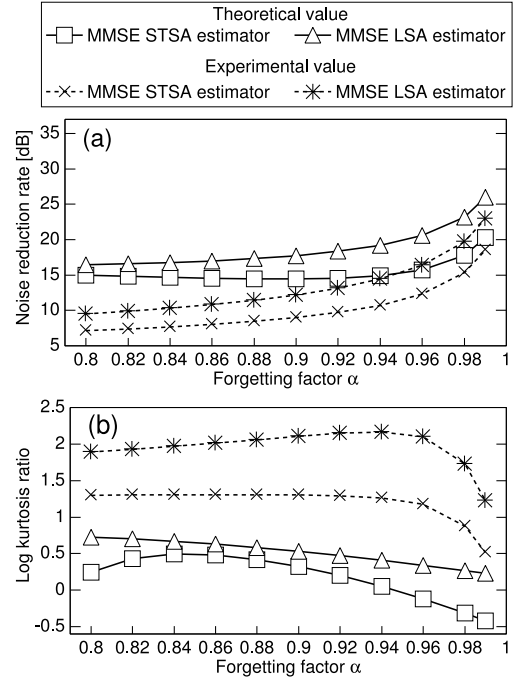 Theoretical value
MMSE STSA estimator MMSE LSA estimator
Experimental value
MMSE STSA estimator MMSE LSA estimator
(a)
Noise reduction rate [dB]
35
30
25
20
15
10
5
0.8 0.82 0.84 0.86 0.88 0.9 0.92 0.94 0.96 0.98 1
Forgetting factor α
(b)
Log kurtosis ratio
2.5
2
1.5
1
0.5
0
-0.5
0.8 0.82 0.84 0.86 0.88 0.9 0.92 0.94 0.96 0.98 1
Forgetting factor α